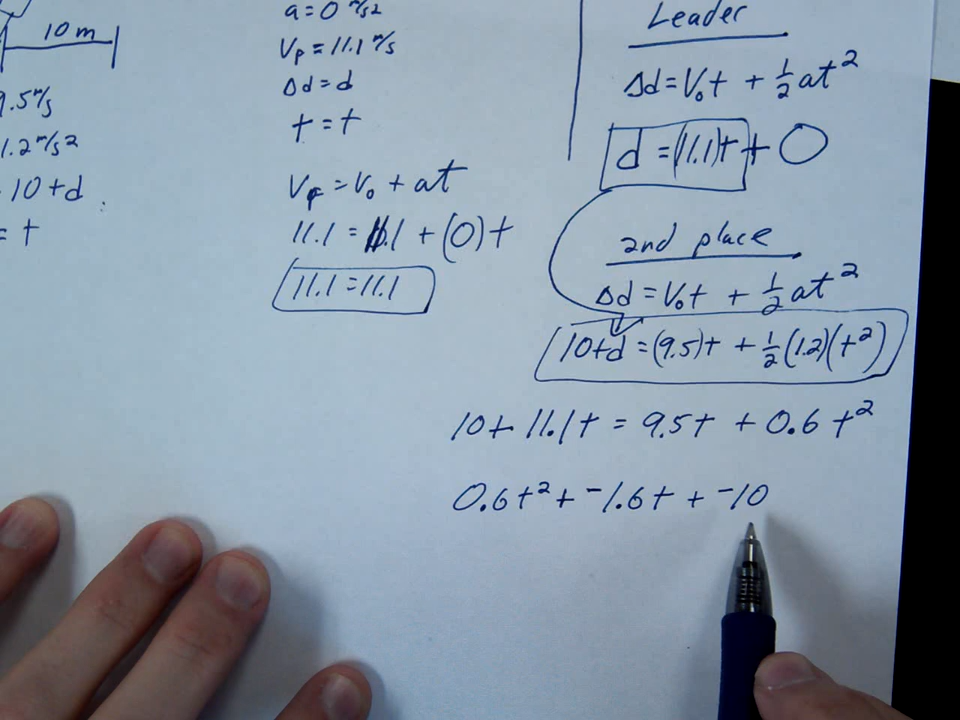 10 m
9.5 m/s
1.2 m/s²
10 + d
= t
a = 0 m/s²
Vp = 11.1 m/s
Δd = d
t = t
VF = V₀ + at
11.1 = 11.1 + (0) t
11.1 = 11.1
Leader
Δd = V₀t + ½at²
d = (11.1)t + 0
2nd place
Δd = V₀t + ½at²
10+d = (9.5)t + ½(1.2)(t²)
10 + 11.1t = 9.5t + 0.6t²
0.6t² + -1.6t + -10